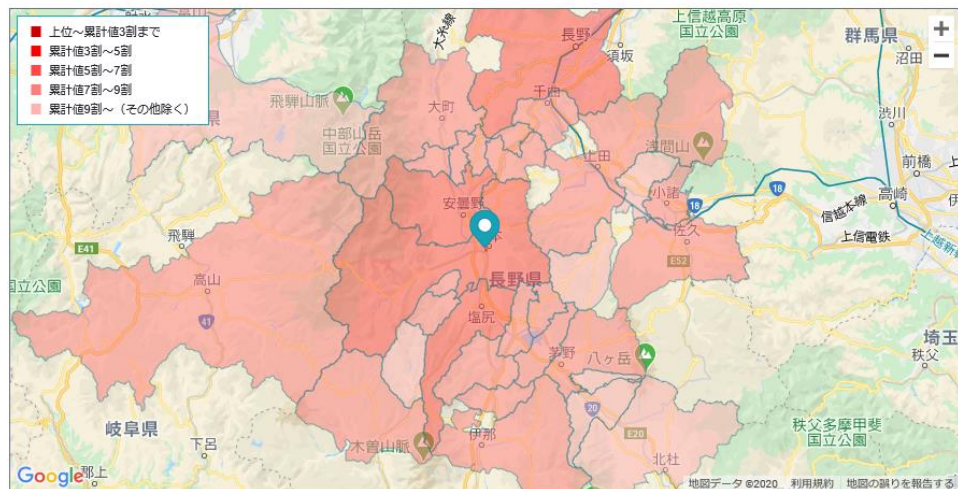 上位～累計値3割まで
累計値3割～5割
累計値5割～7割
累計値7割～9割
累計値9割～（その他除く）
大糸線
長野
須坂
上信越高原
国立公園
群馬県
沼田
渋川
前橋
高崎
信越本線
上信電鉄
上越新
千曲
飛騨山脈
大町
中部山岳
国立公園
上田
浅間山
小諸
18
18
佐久
E52
安曇野
飛騨
E41
国立公園
高山
41
長野県
塩尻
茅野
八ヶ岳
埼玉
秩父
秩父多摩甲斐
国立公園
岐阜県
下呂
郡上
木曽山脈
伊那
20
E20
北杜
Google
地図データ ©2020
利用規約
地図の誤りを報告する